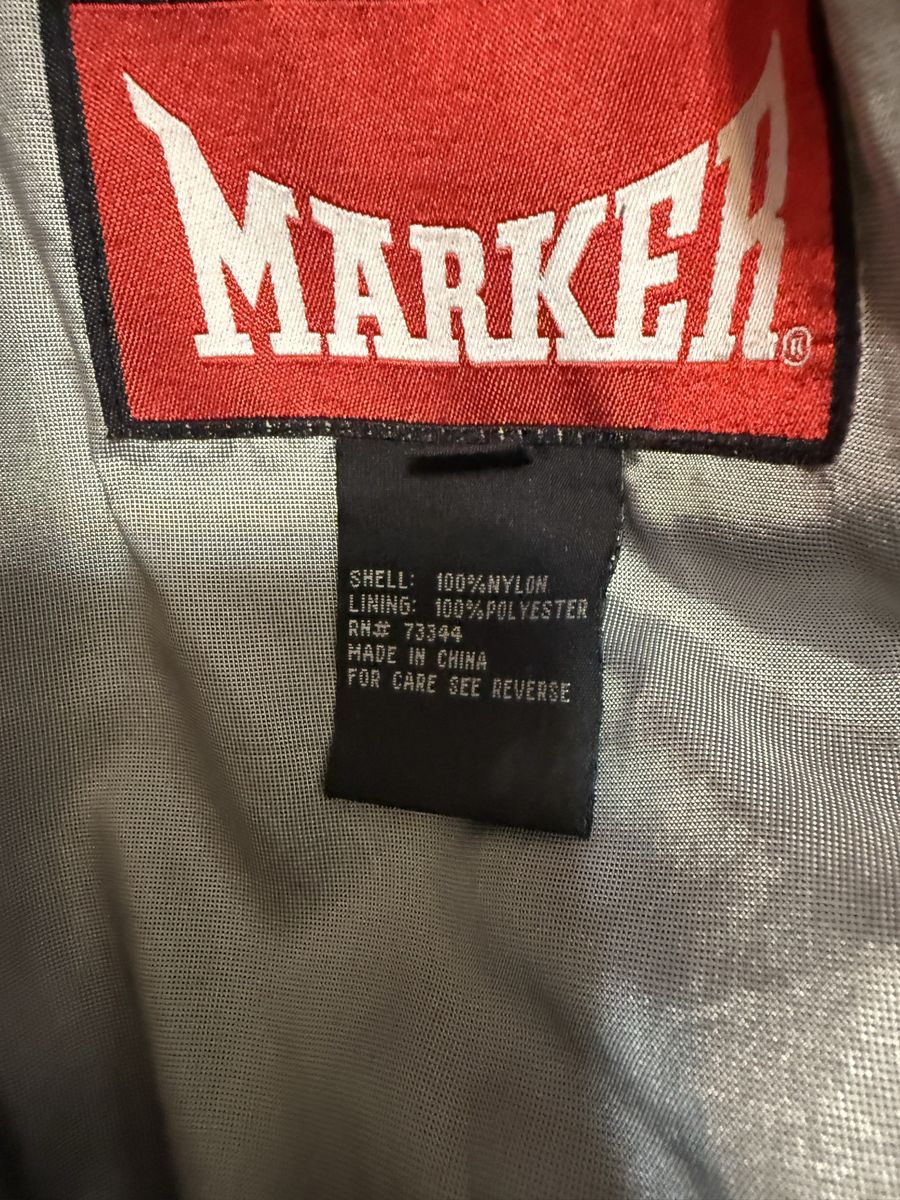 MARKER®
SHELL: 100%NYLON
LINING: 100%POLYESTER
RN# 73344
MADE IN CHINA
FOR CARE SEE REVERSE